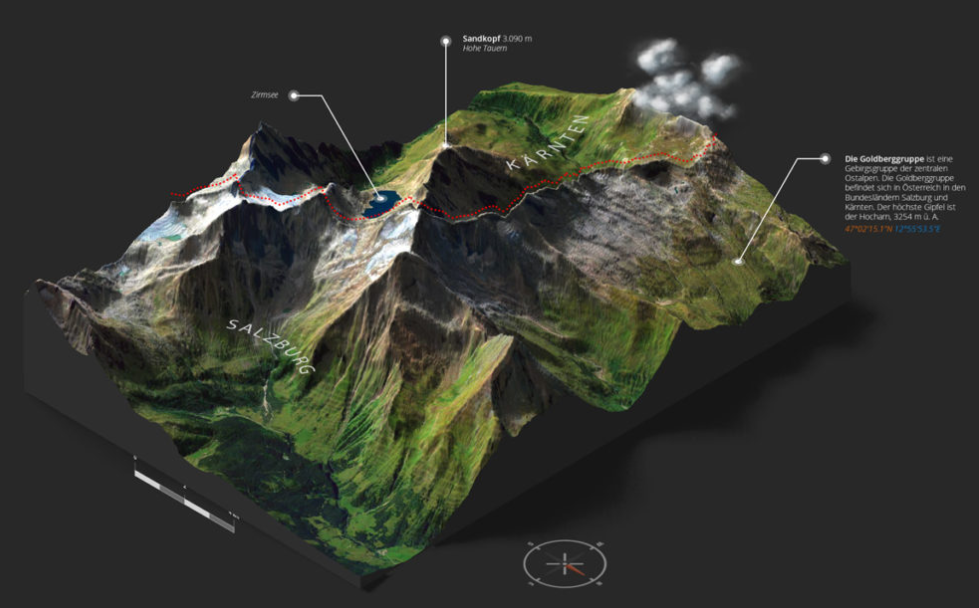 Sandkopf 3.090 m
Hohe Tauern
Zirmsee
KÄRNTEN
Die Goldberggruppe ist eine
Gebirgsgruppe der zentralen
Ostalpen. Die Goldberggruppe
befindet sich in Österreich in den
Bundesländern Salzburg und
Kärnten. Der höchste Gipfel ist
der Hocharn, 3254 m ü. A.
47°02'15.1"N 12°55'53.5"E
SALZBURG